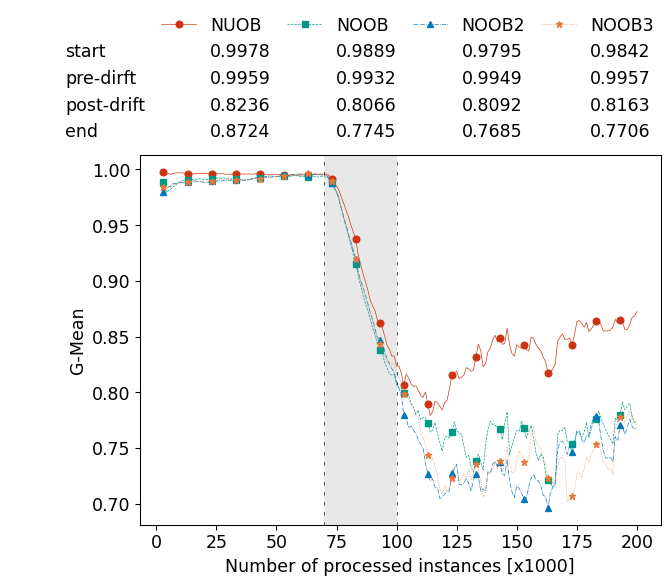 NUOB NOOB NOOB2 NOOB3
start 0.9978 0.9889 0.9795 0.9842
pre-dirft 0.9959 0.9932 0.9949 0.9957
post-drift 0.8236 0.8066 0.8092 0.8163
end 0.8724 0.7745 0.7685 0.7706
1.00
0.95
0.90
0.85
0.80
0.75
0.70
G-Mean
0 25 50 75 100 125 150 175 200
Number of processed instances [x1000]